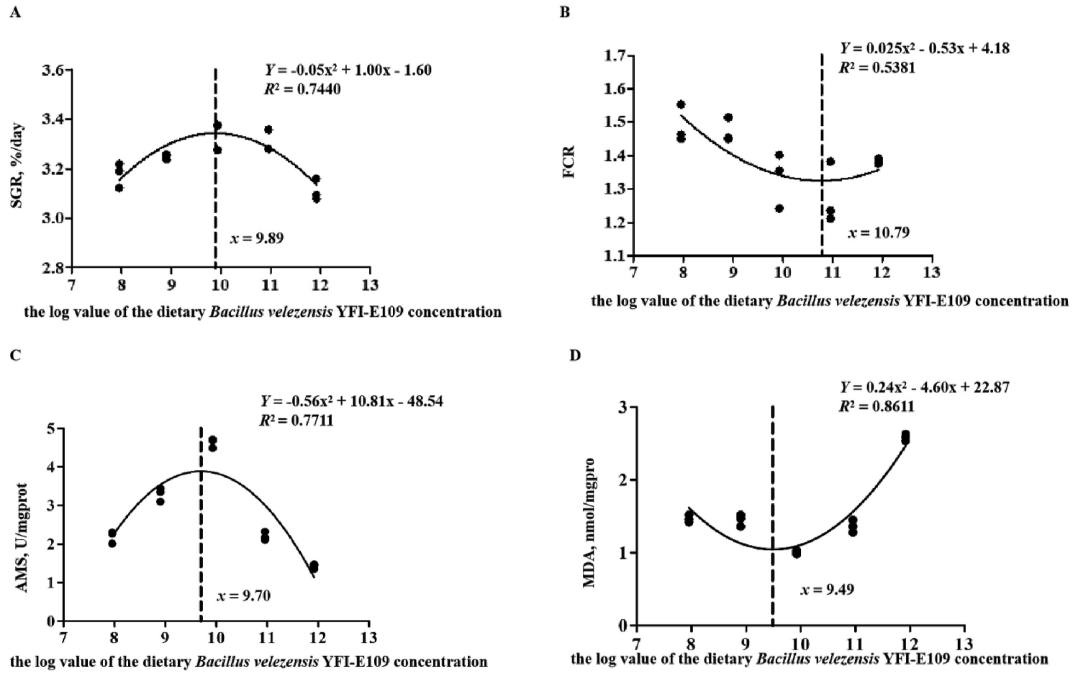 A
Y = -0.05x² + 1.00x - 1.60
R² = 0.7440
3.6
3.4
3.2
3.0
2.8
SGR, %/day
x = 9.89
7 8 9 10 11 12 13
the log value of the dietary Bacillus velezensis YFI-E109 concentration
B
Y = 0.025x² - 0.53x + 4.18
R² = 0.5381
1.7
1.6
1.5
1.4
1.3
1.2
1.1
FCR
x = 10.79
7 8 9 10 11 12 13
the log value of the dietary Bacillus velezensis YFI-E109 concentration
C
Y = -0.56x² + 10.81x - 48.54
R² = 0.7711
5
4
3
2
1
0
AMS, U/mgprot
x = 9.70
7 8 9 10 11 12 13
the log value of the dietary Bacillus velezensis YFI-E109 concentration
D
Y = 0.24x² - 4.60x + 22.87
R² = 0.8611
3
2
1
0
MDA, nmol/mgpro
x = 9.49
7 8 9 10 11 12 13
the log value of the dietary Bacillus velezensis YFI-E109 concentration